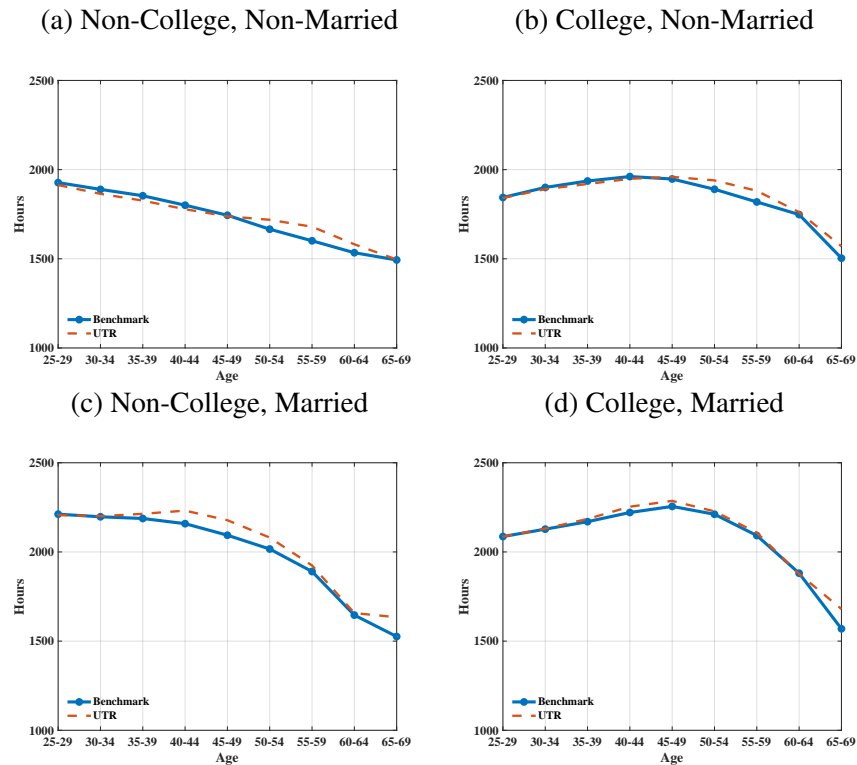 (a) Non-College, Non-Married
(b) College, Non-Married
2500
2000
1500
1000
Hours
Benchmark
UTR
25-29 30-34 35-39 40-44 45-49 50-54 55-59 60-64 65-69
Age
2500
2000
1500
1000
Hours
Benchmark
UTR
25-29 30-34 35-39 40-44 45-49 50-54 55-59 60-64 65-69
Age
(c) Non-College, Married
(d) College, Married
2500
2000
1500
1000
Hours
Benchmark
UTR
25-29 30-34 35-39 40-44 45-49 50-54 55-59 60-64 65-69
Age
2500
2000
1500
1000
Hours
Benchmark
UTR
25-29 30-34 35-39 40-44 45-49 50-54 55-59 60-64 65-69
Age